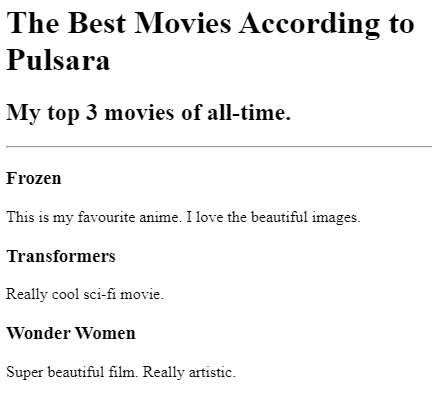 The Best Movies According to
Pulsara
My top 3 movies of all-time.
Frozen
This is my favourite anime. I love the beautiful images.
Transformers
Really cool sci-fi movie.
Wonder Women
Super beautiful film. Really artistic.